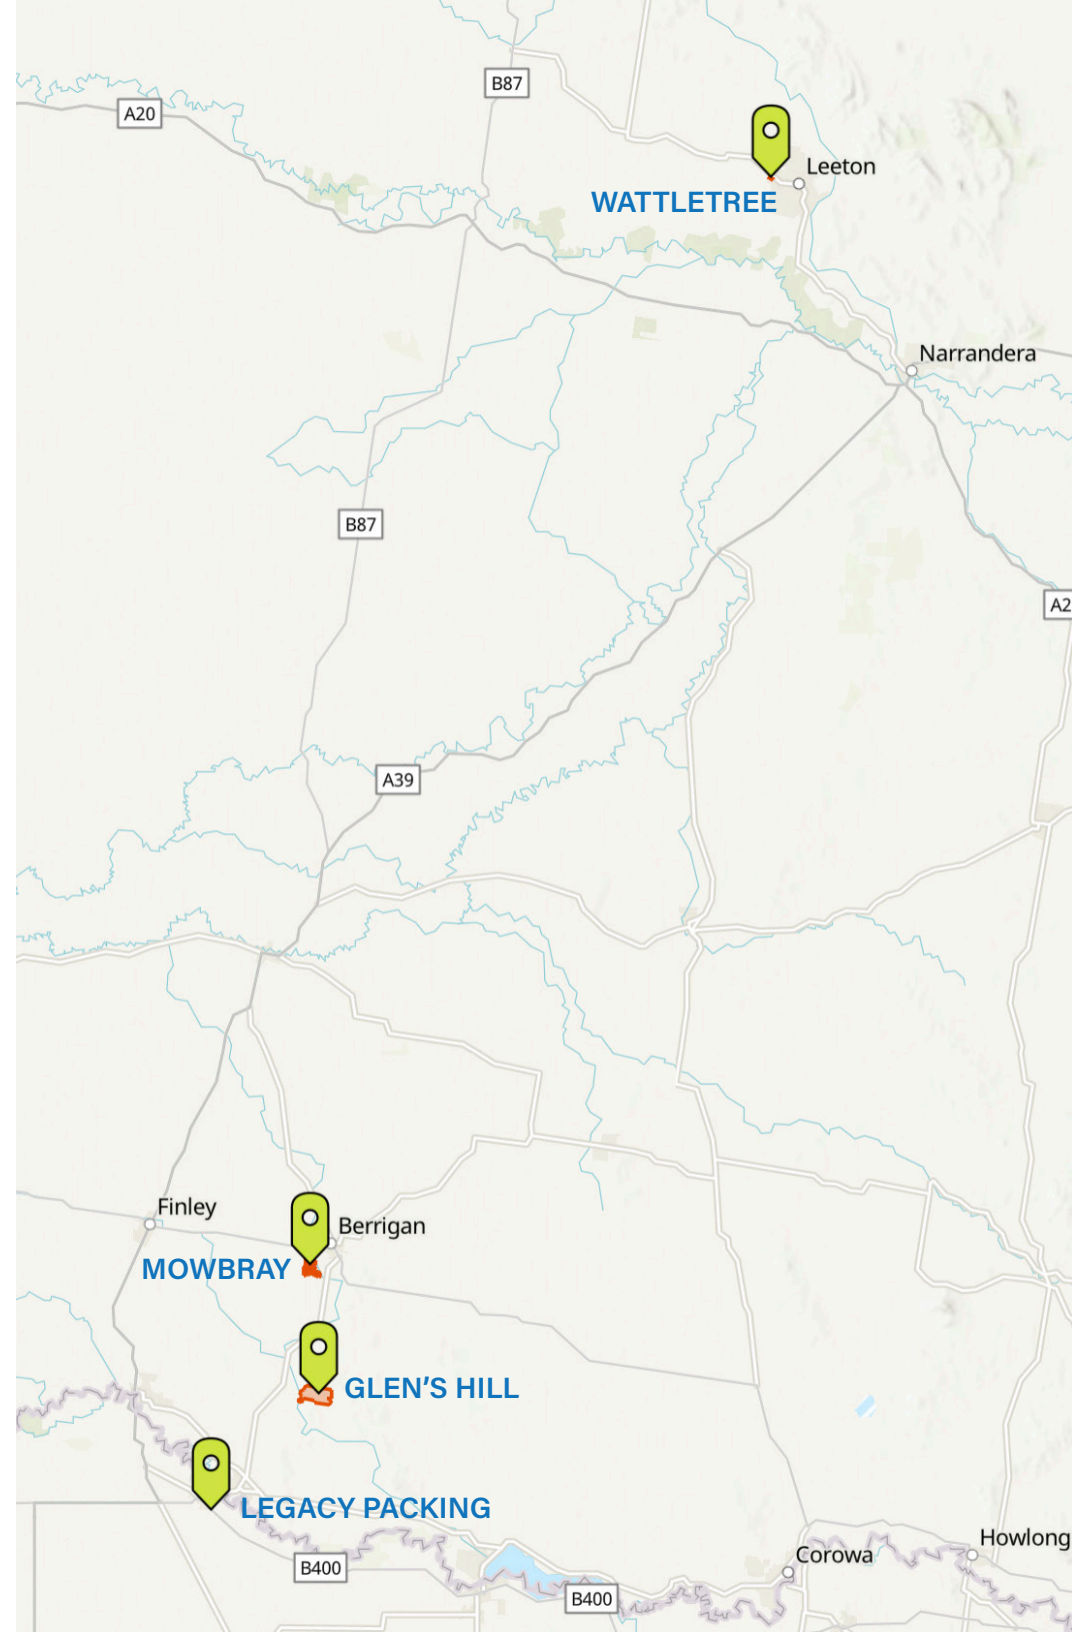 B87
A20
Leeton
WATTLETREE
Narrandera
B87
A2
A39
Finley
Berrigan
MOWBRAY
GLEN'S HILL
LEGACY PACKING
Howlong
Corowa
B400
B400